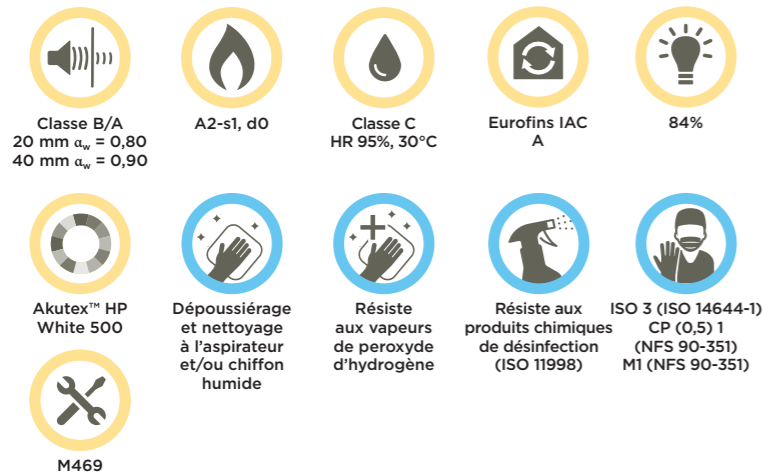 Classe B/A
20 mm αw = 0,80
40 mm αw = 0,90
A2-s1, d0
Classe C
HR 95%, 30°C
Eurofins IAC
A
84%
Akutex™ HP
White 500
Dépoussiérage
et nettoyage
à l'aspirateur
et/ou chiffon
humide
Résiste
aux vapeurs
de peroxyde
d'hydrogène
Résiste aux
produits chimiques
de désinfection
(ISO 11998)
ISO 3 (ISO 14644-1)
CP (0,5) 1
(NFS 90-351)
M1 (NFS 90-351)
M469